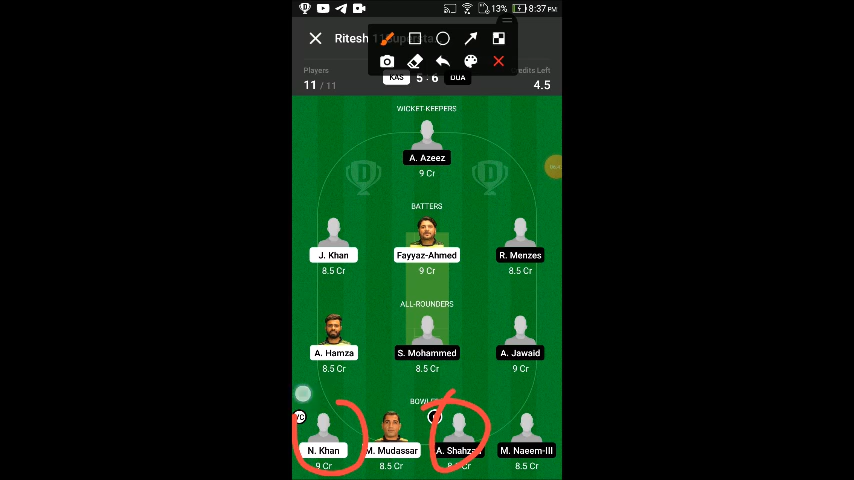 13% 8:37 PM
Ritesh
Players
Credits Left
11 / 11
KAS 5 : 6 DUA
4.5
WICKET-KEEPERS
A. Azeez
9 Cr
BATTERS
J. Khan Fayyaz-Ahmed R. Menzes
8.5 Cr 9 Cr 8.5 Cr
ALL-ROUNDERS
A. Hamza S. Mohammed A. Jawaid
8.5 Cr 8.5 Cr 9 Cr
VC
N. Khan M. Mudassar A. Shahza M. Naeem-III
9 Cr 8.5 Cr 8.5 Cr